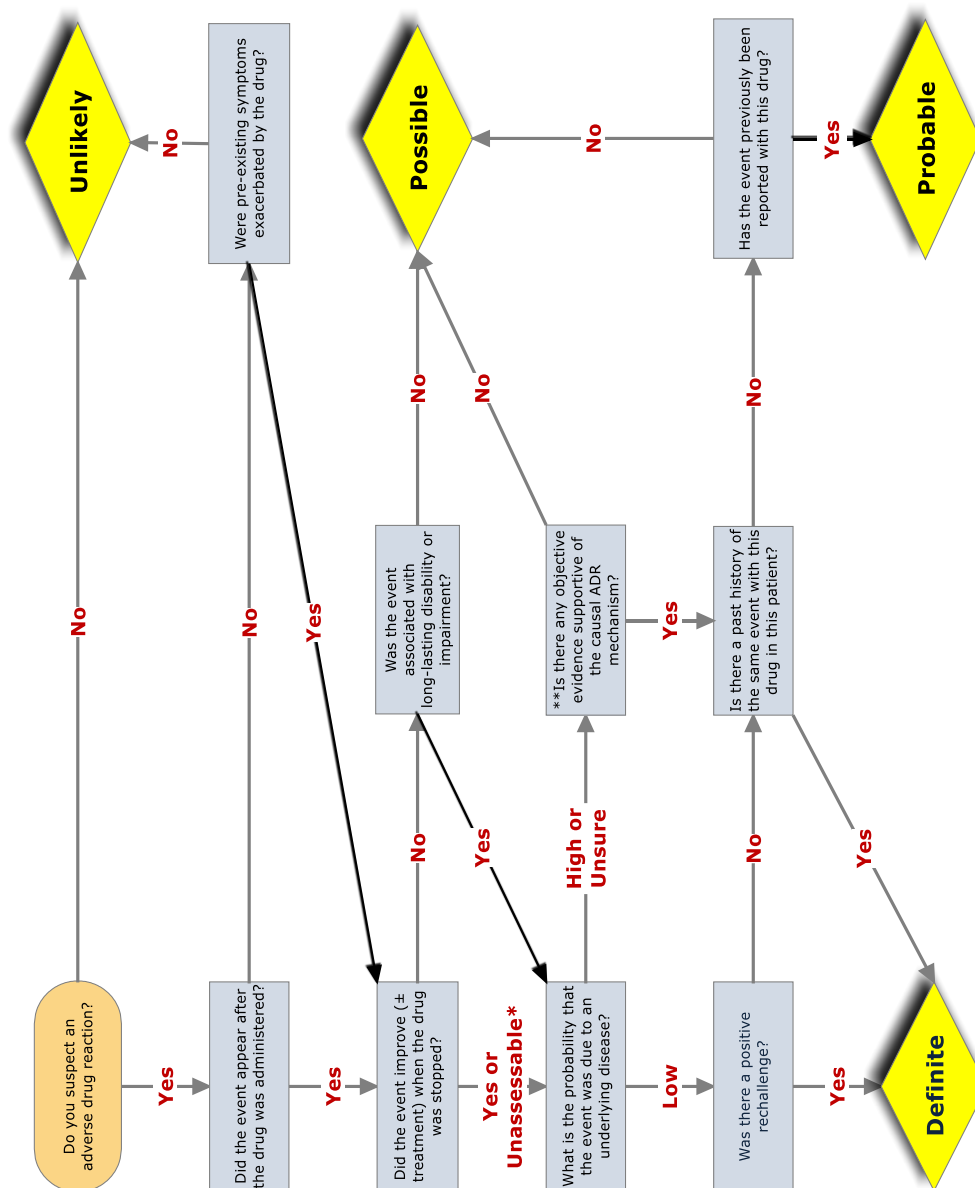 Do you suspect an
adverse drug reaction?
No
Unlikely
Yes
Did the event appear after
the drug was administered?
No
Were pre-existing symptoms
exacerbated by the drug?
No
Yes
Yes
Did the event improve (±
treatment) when the drug
was stopped?
No
Was the event
associated with
long-lasting disability or
impairment?
No
Possible
Yes or
Unassessable*
Yes
No
What is the probability that
the event was due to an
underlying disease?
High or
Unsure
**Is there any objective
evidence supportive of
the causal ADR
mechanism?
No
Low
Yes
Was there a positive
rechallenge?
No
Is there a past history of
the same event with this
drug in this patient?
No
Has the event previously been
reported with this drug?
Yes
Yes
Yes
Definite
Probable